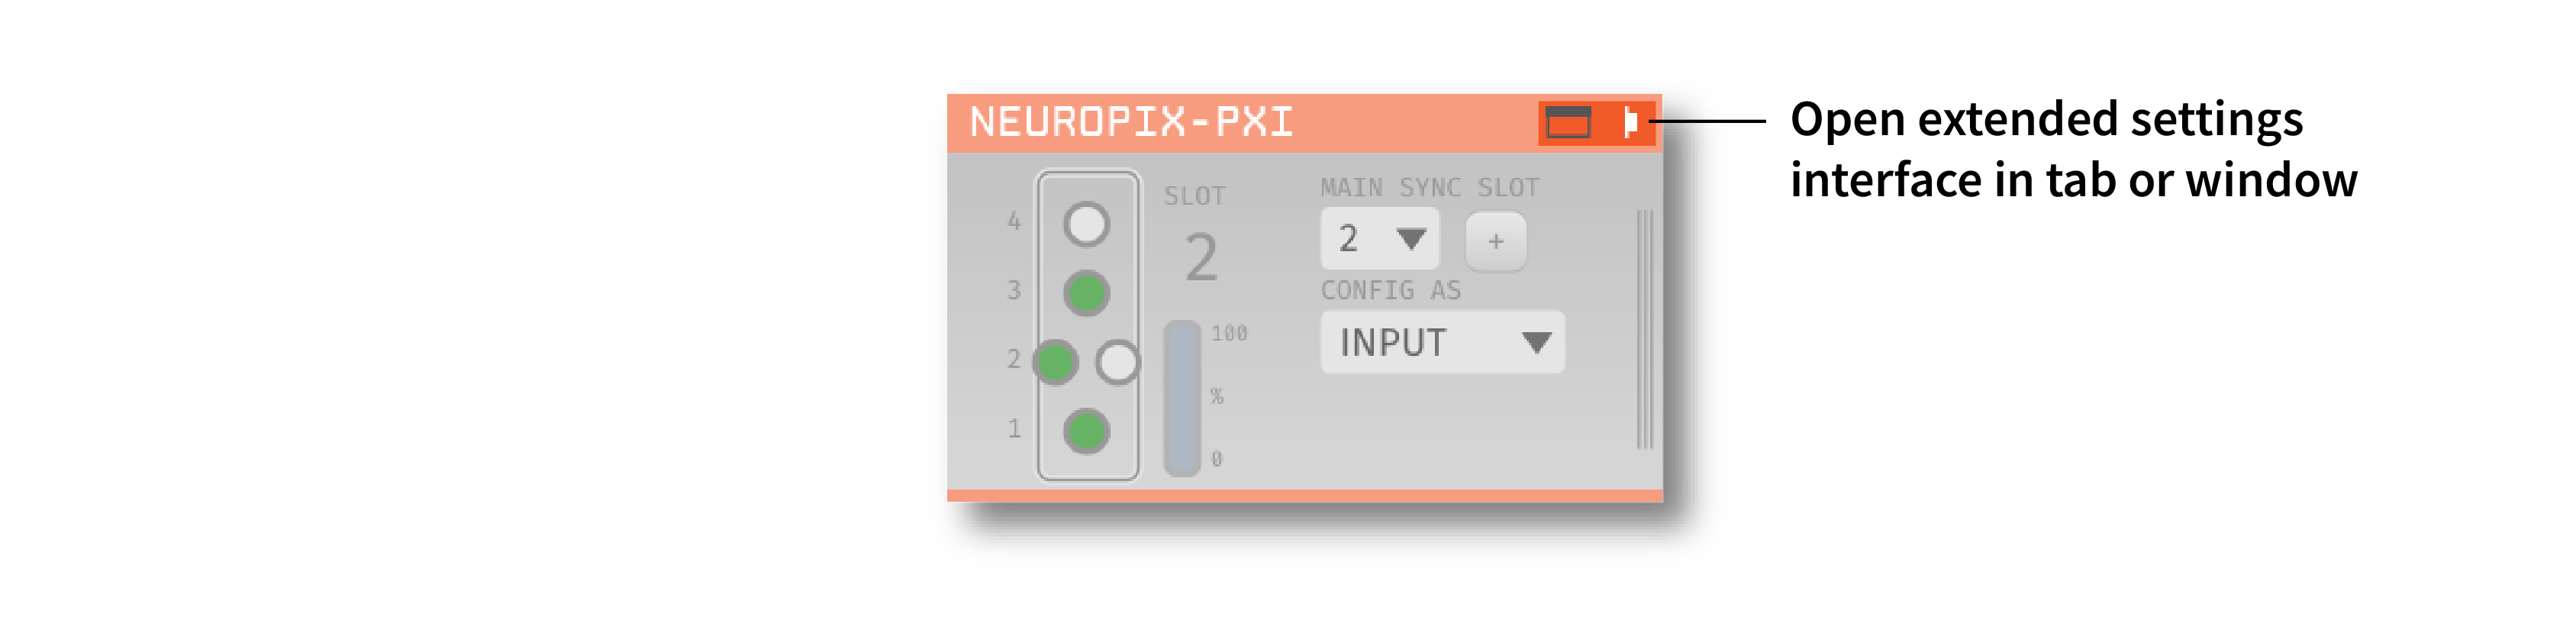 NEUROPIX-PXI
Open extended settings
interface in tab or window
SLOT
2
MAIN SYNC SLOT
2
+
CONFIG AS
INPUT
4
3
2
1
100
%
0